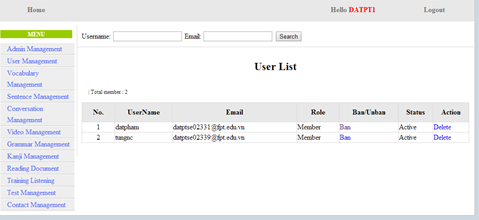 Home Hello DATPT1 Logout
MENU
Admin Management
User Management
Vocabulary
Management
Sentence Management
Conversation
Management
Video Management
Grammar Management
Kanji Management
Reading Document
Training Listening
Test Management
Contact Management
Username: Email: Search
User List
| Total member : 2
No. UserName Email Role Ban/Unban Status Action
1 datpham datptse02331@fpt.edu.vn Member Ban Active Delete
2 tungnc datptse02339@fpt.edu.vn Member Ban Active Delete